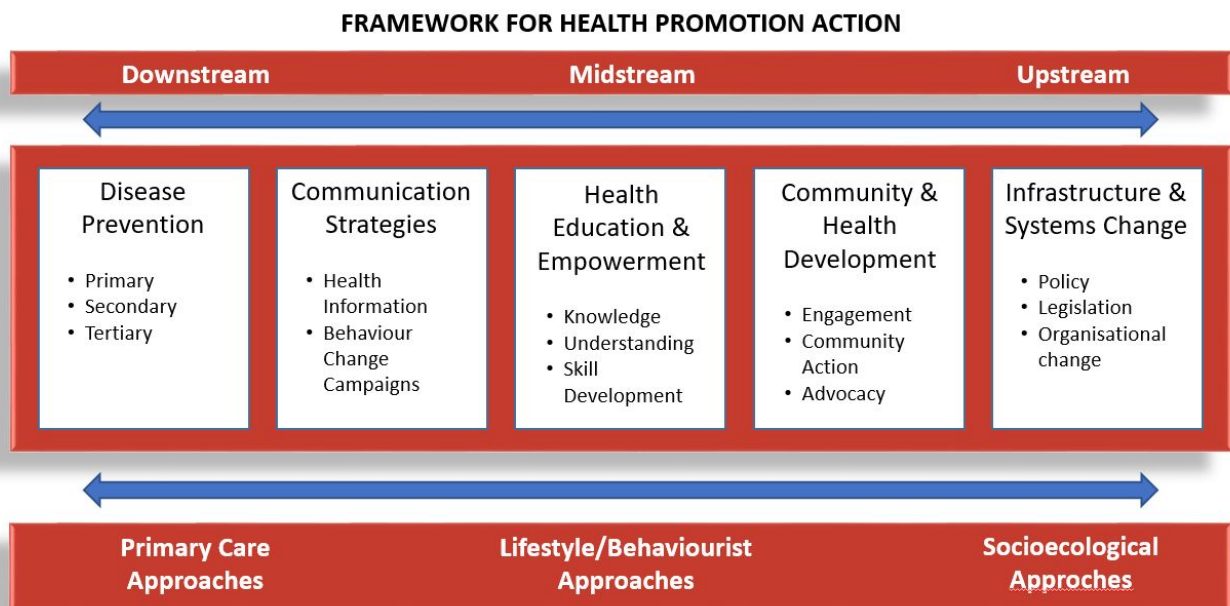 FRAMEWORK FOR HEALTH PROMOTION ACTION
Downstream
Midstream
Upstream
Disease
Prevention
• Primary
• Secondary
• Tertiary
Communication
Strategies
• Health
Information
• Behaviour
Change
Campaigns
Health
Education &
Empowerment
• Knowledge
• Understanding
• Skill
Development
Community &
Health
Development
• Engagement
• Community
Action
• Advocacy
Infrastructure &
Systems Change
• Policy
• Legislation
• Organisational
change
Primary Care
Approaches
Lifestyle/Behaviourist
Approaches
Socioecological
Approches